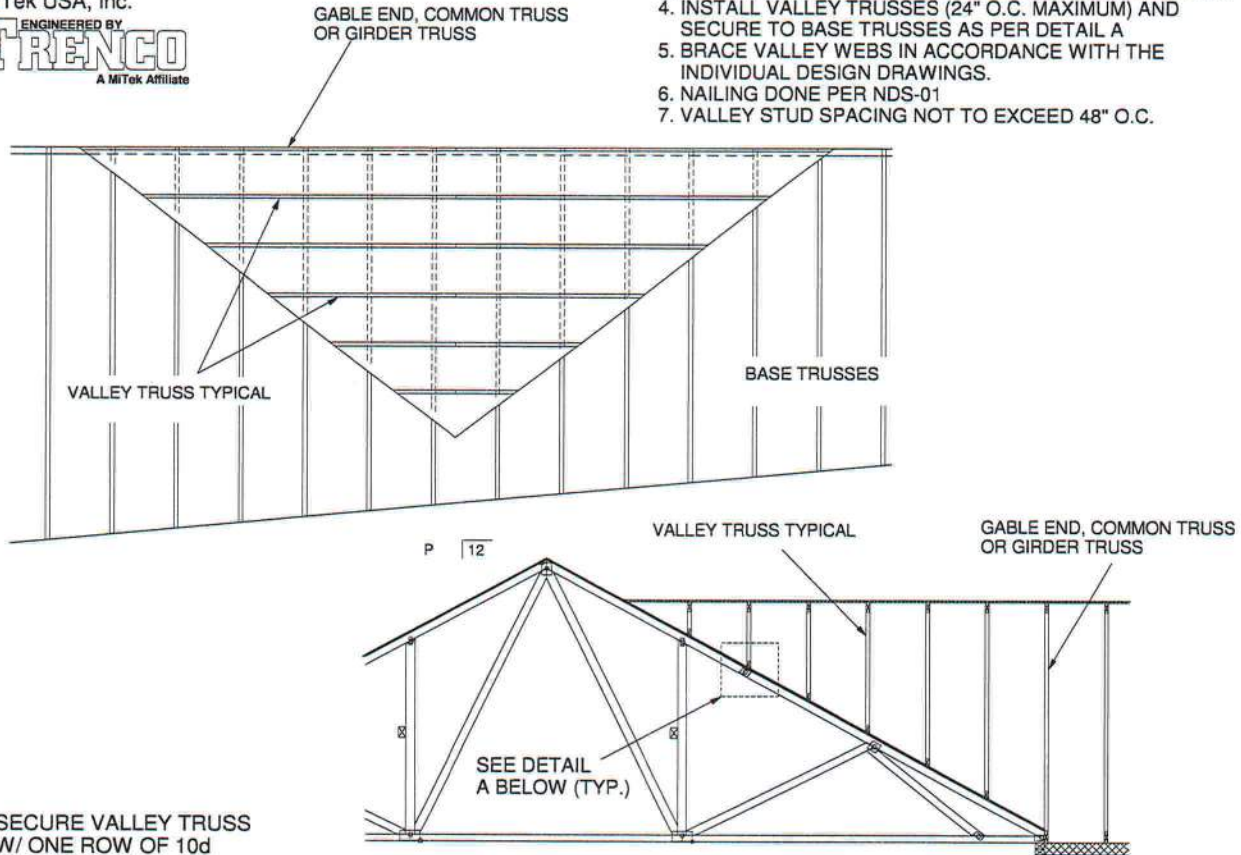 Tek USA, Inc.
ENGINEERED BY
TRENCO
A MiTek Affiliate
GABLE END, COMMON TRUSS
OR GIRDER TRUSS
4. INSTALL VALLEY TRUSSES (24" O.C. MAXIMUM) AND
SECURE TO BASE TRUSSES AS PER DETAIL A
5. BRACE VALLEY WEBS IN ACCORDANCE WITH THE
INDIVIDUAL DESIGN DRAWINGS.
6. NAILING DONE PER NDS-01
7. VALLEY STUD SPACING NOT TO EXCEED 48" O.C.
VALLEY TRUSS TYPICAL
BASE TRUSSES
P 12
VALLEY TRUSS TYPICAL
GABLE END, COMMON TRUSS
OR GIRDER TRUSS
SEE DETAIL
A BELOW (TYP.)
SECURE VALLEY TRUSS
W/ ONE ROW OF 10d